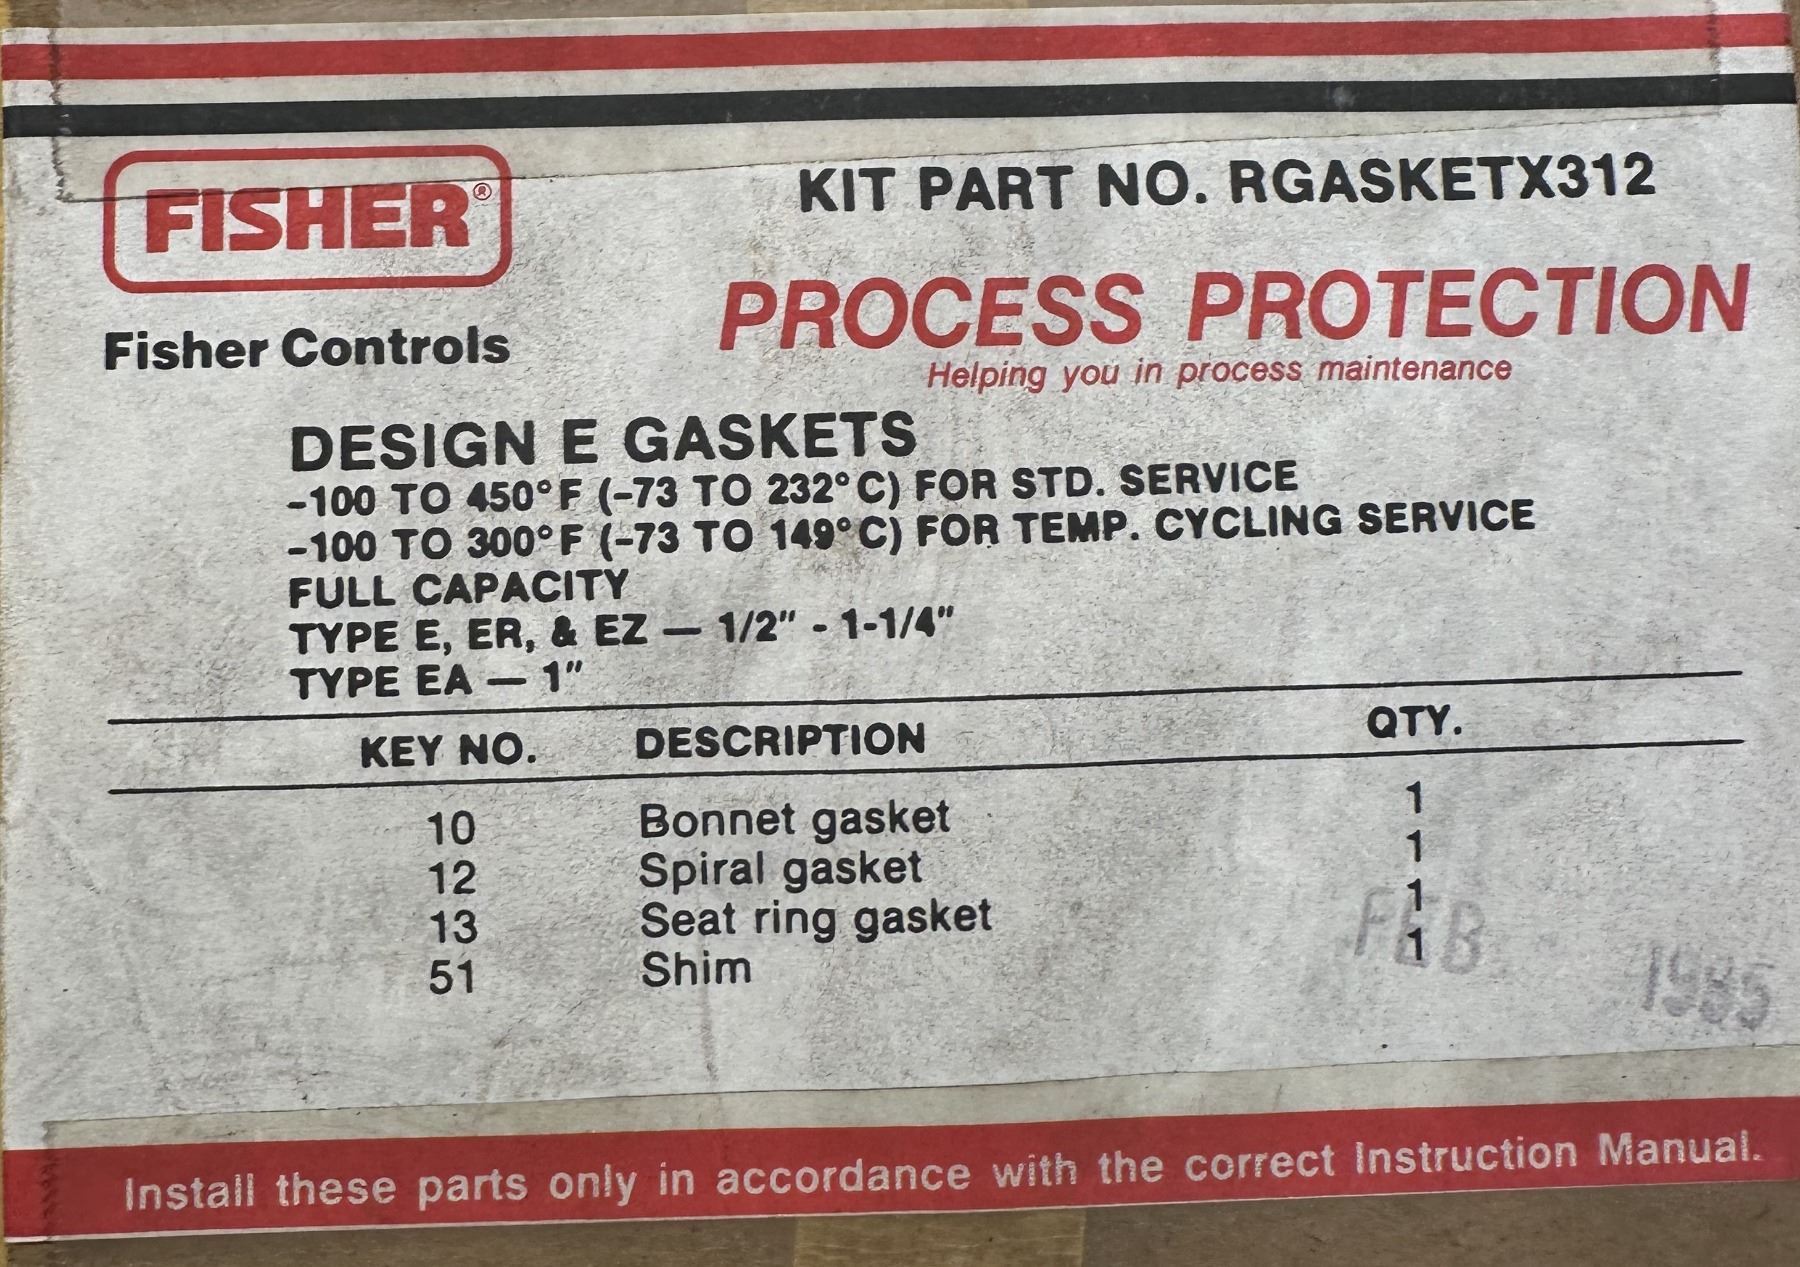 FISHER®
Fisher Controls
KIT PART NO. RGASKETX312
PROCESS PROTECTION
Helping you in process maintenance
DESIGN E GASKETS
-100 TO 450°F (-73 TO 232°C) FOR STD. SERVICE
-100 TO 300°F (-73 TO 149°C) FOR TEMP. CYCLING SERVICE
FULL CAPACITY
TYPE E, ER, & EZ — 1/2" - 1-1/4"
TYPE EA — 1"
KEY NO. DESCRIPTION QTY.
10 Bonnet gasket 1
12 Spiral gasket 1
13 Seat ring gasket 1
51 Shim 1
FEB 1985
Install these parts only in accordance with the correct Instruction Manual.